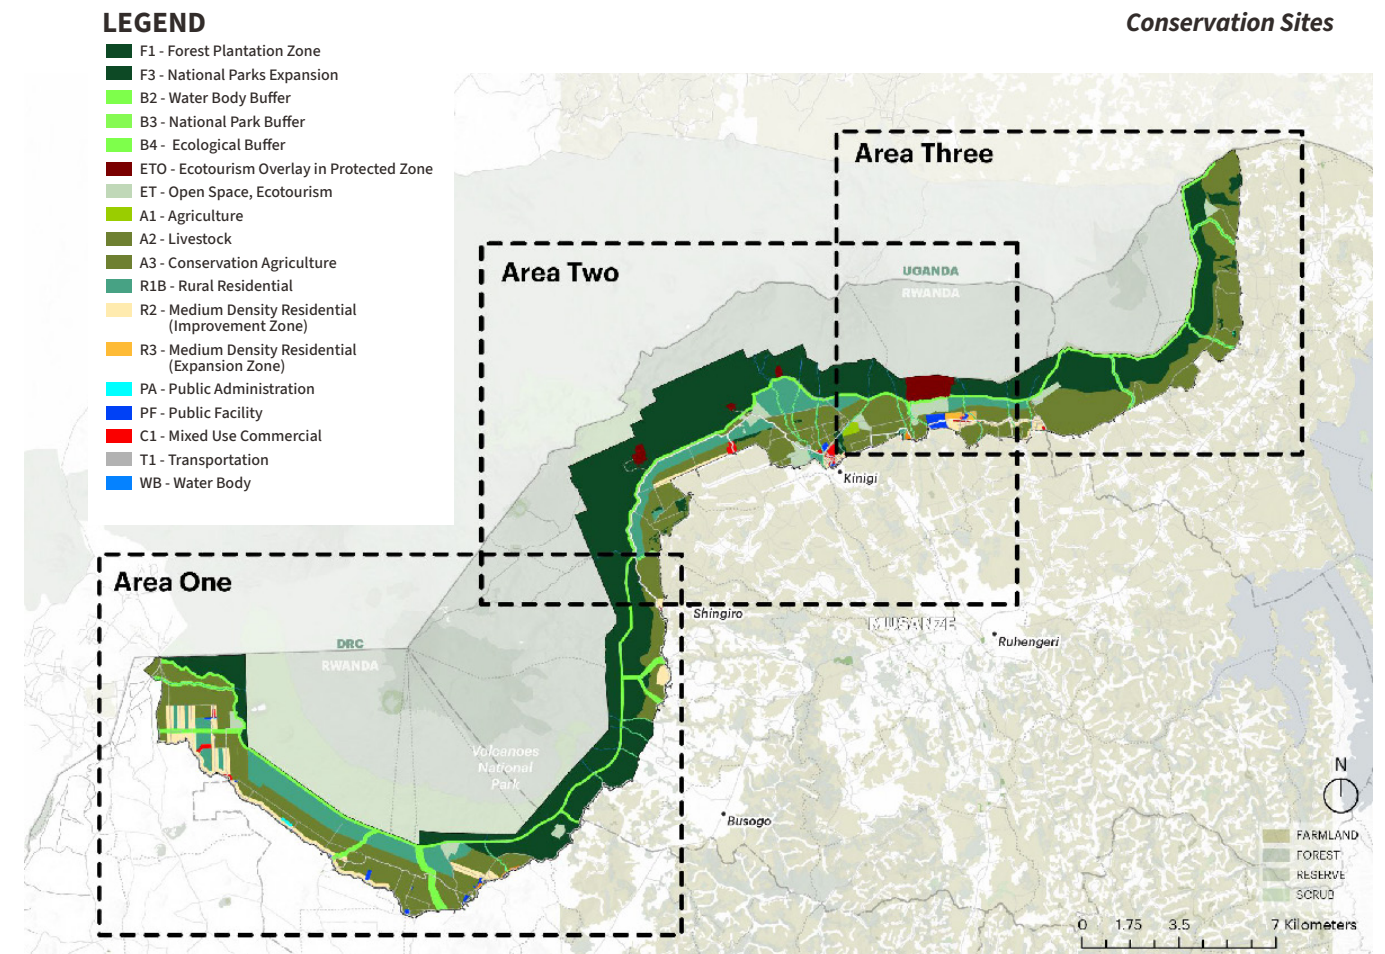 LEGEND
Conservation Sites
F1 - Forest Plantation Zone
F3 - National Parks Expansion
B2 - Water Body Buffer
B3 - National Park Buffer
B4 - Ecological Buffer
ETO - Ecotourism Overlay in Protected Zone
ET - Open Space, Ecotourism
A1 - Agriculture
A2 - Livestock
A3 - Conservation Agriculture
R1B - Rural Residential
R2 - Medium Density Residential
(Improvement Zone)
R3 - Medium Density Residential
(Expansion Zone)
PA - Public Administration
PF - Public Facility
C1 - Mixed Use Commercial
T1 - Transportation
WB - Water Body
Area Three
Area Two
UGANDA
RWANDA
Kinigi
Area One
Shingiro
MUSANZE
Ruhengeri
DRC
RWANDA
Volcanoes
National
Park
Busogo
N
FARMLAND
FOREST
RESERVE
SCRUB
0 1.75 3.5 7 Kilometers